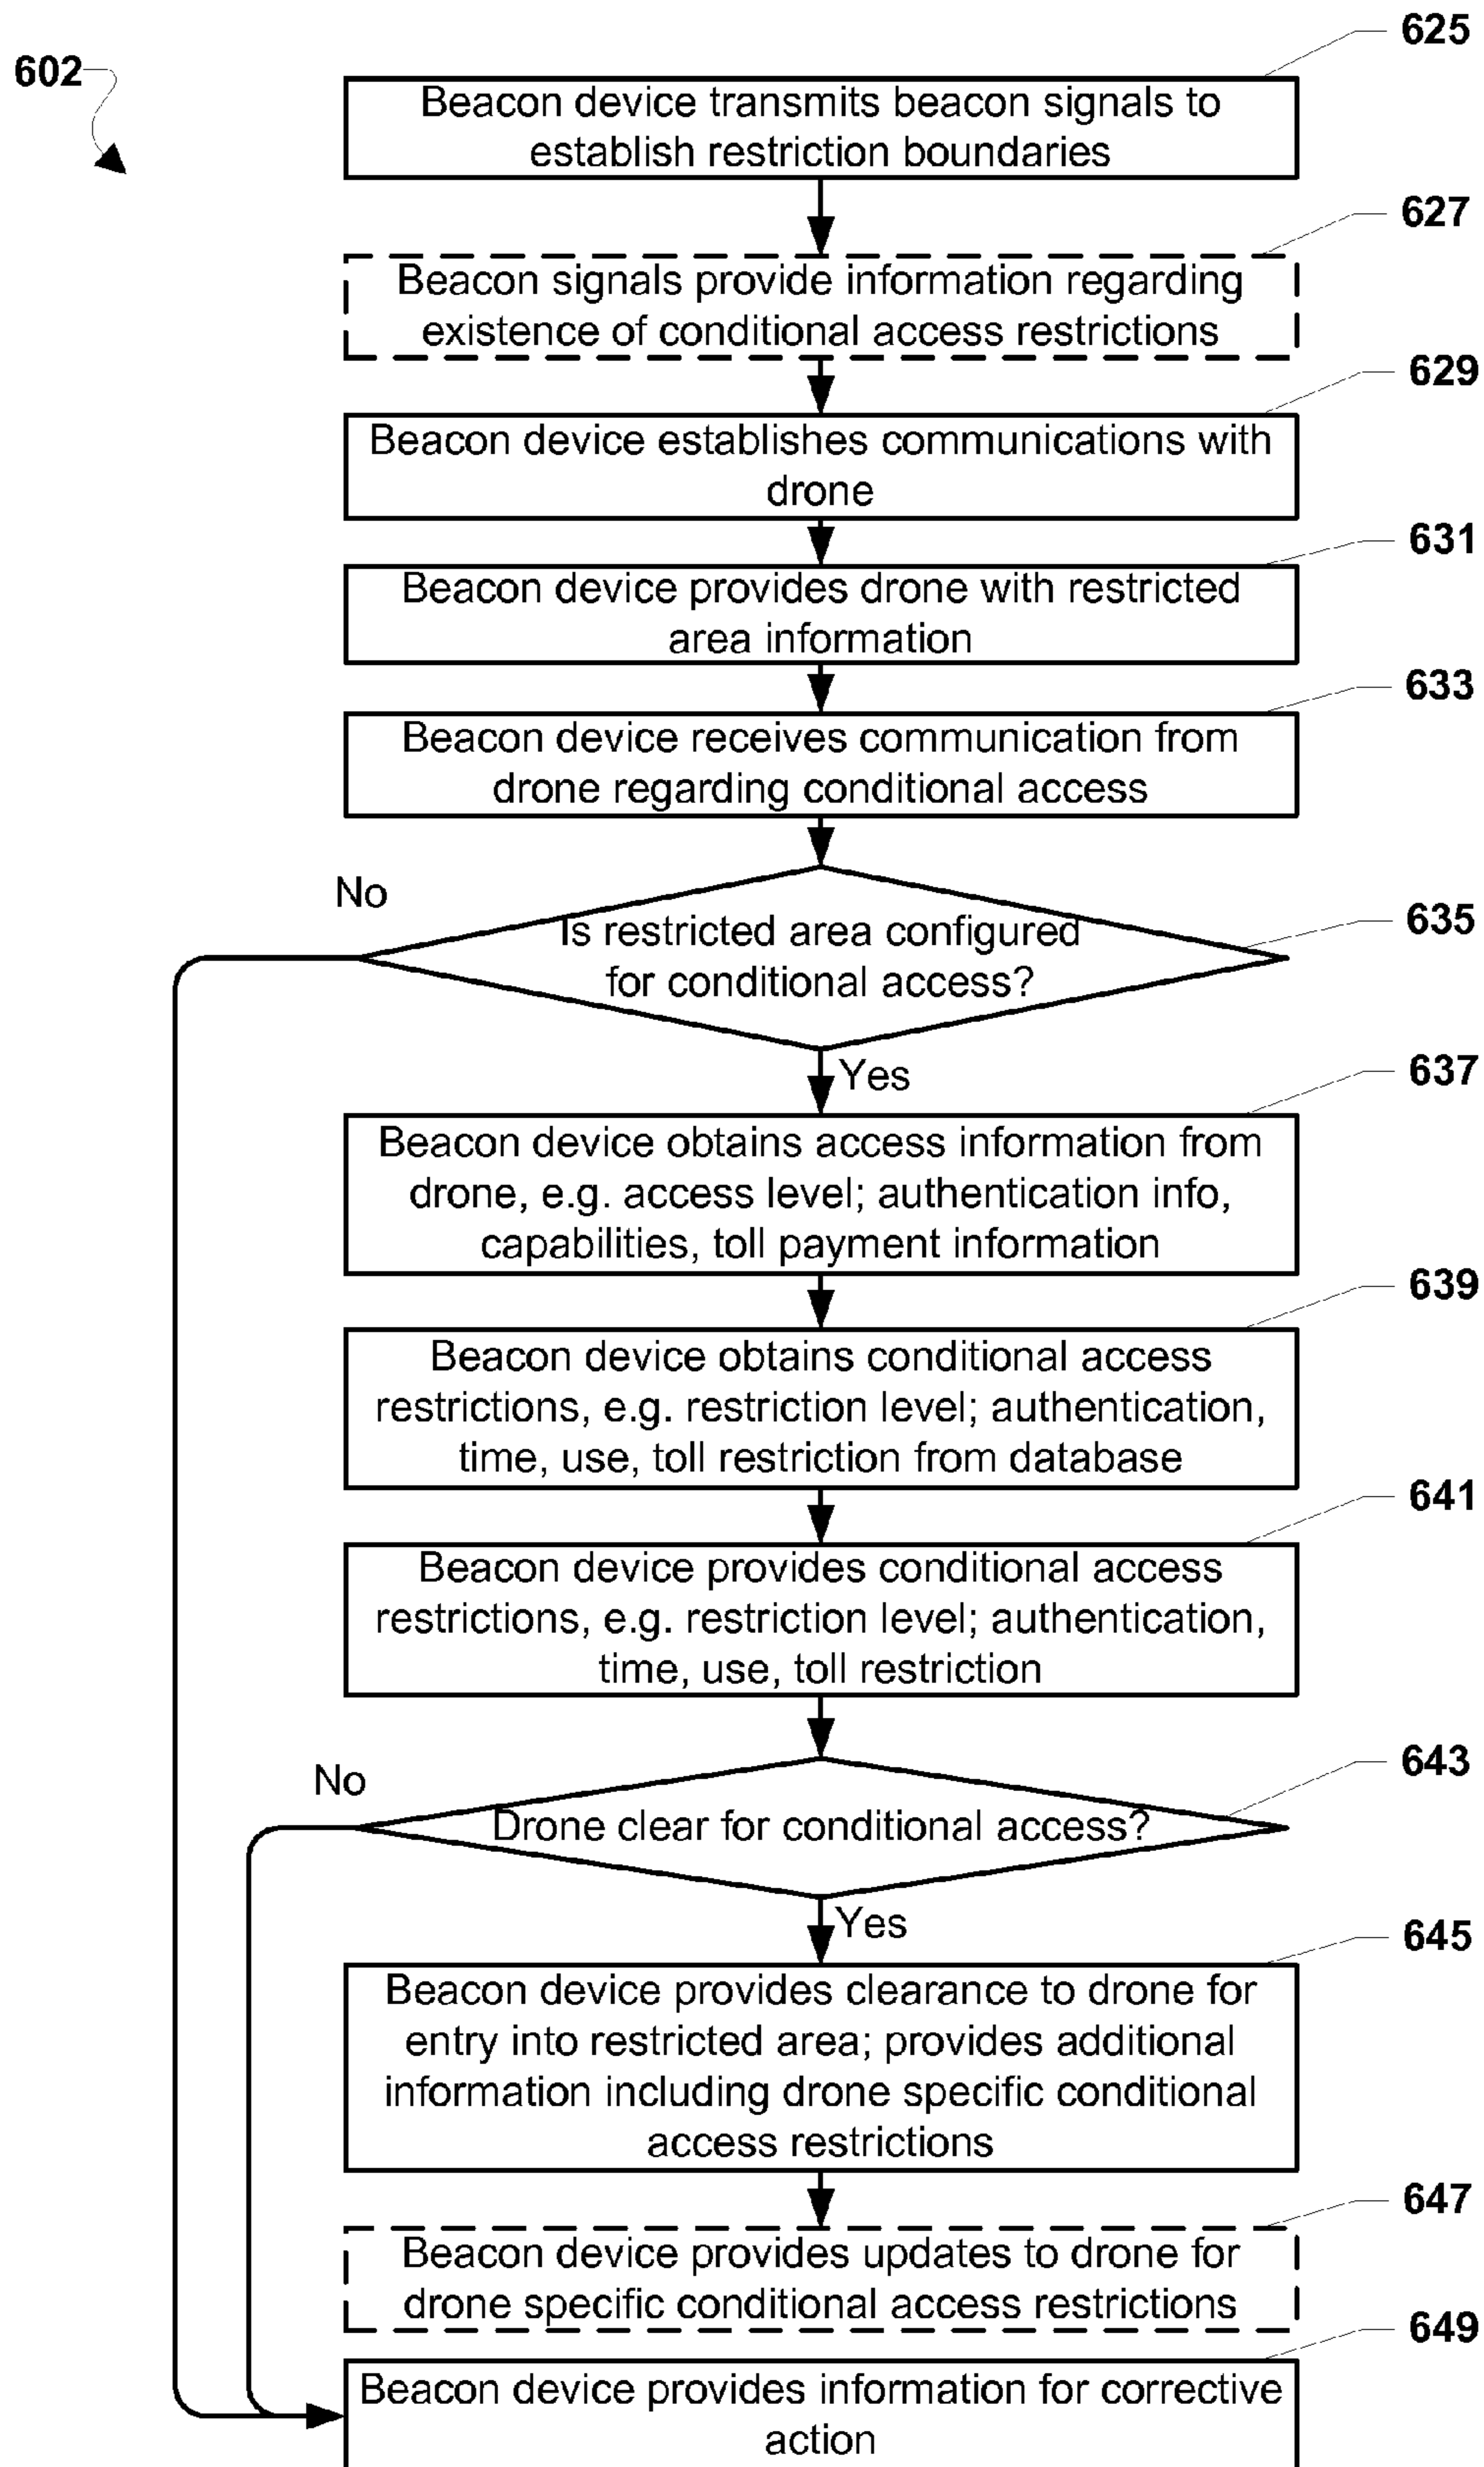 602
625
Beacon device transmits beacon signals to
establish restriction boundaries
627
Beacon signals provide information regarding
existence of conditional access restrictions
629
Beacon device establishes communications with
drone
631
Beacon device provides drone with restricted
area information
633
Beacon device receives communication from
drone regarding conditional access
No
635
Is restricted area configured
for conditional access?
Yes
637
Beacon device obtains access information from
drone, e.g. access level; authentication info,
capabilities, toll payment information
639
Beacon device obtains conditional access
restrictions, e.g. restriction level; authentication,
time, use, toll restriction from database
641
Beacon device provides conditional access
restrictions, e.g. restriction level; authentication,
time, use, toll restriction
643
No
Drone clear for conditional access?
Yes
645
Beacon device provides clearance to drone for
entry into restricted area; provides additional
information including drone specific conditional
access restrictions
647
Beacon device provides updates to drone for
drone specific conditional access restrictions
649
Beacon device provides information for corrective
action